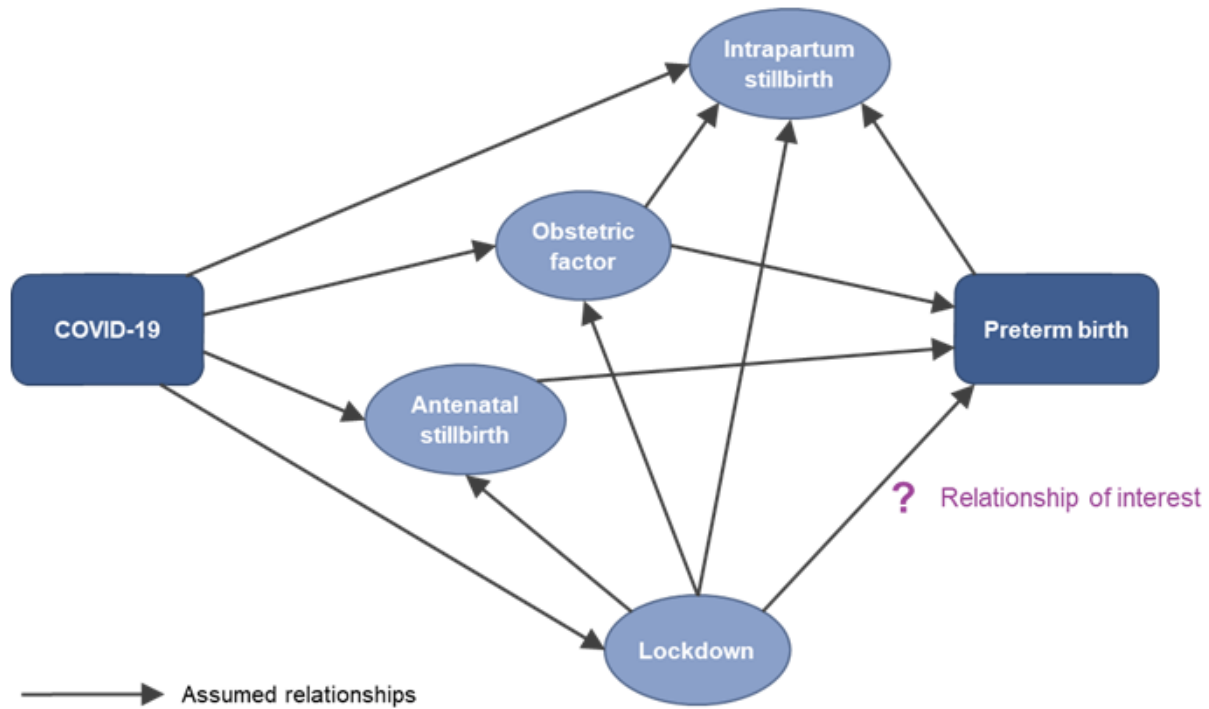 Intrapartum
stillbirth
Obstetric
factor
COVID-19
Preterm birth
Antenatal
stillbirth
? Relationship of interest
Lockdown
Assumed relationships